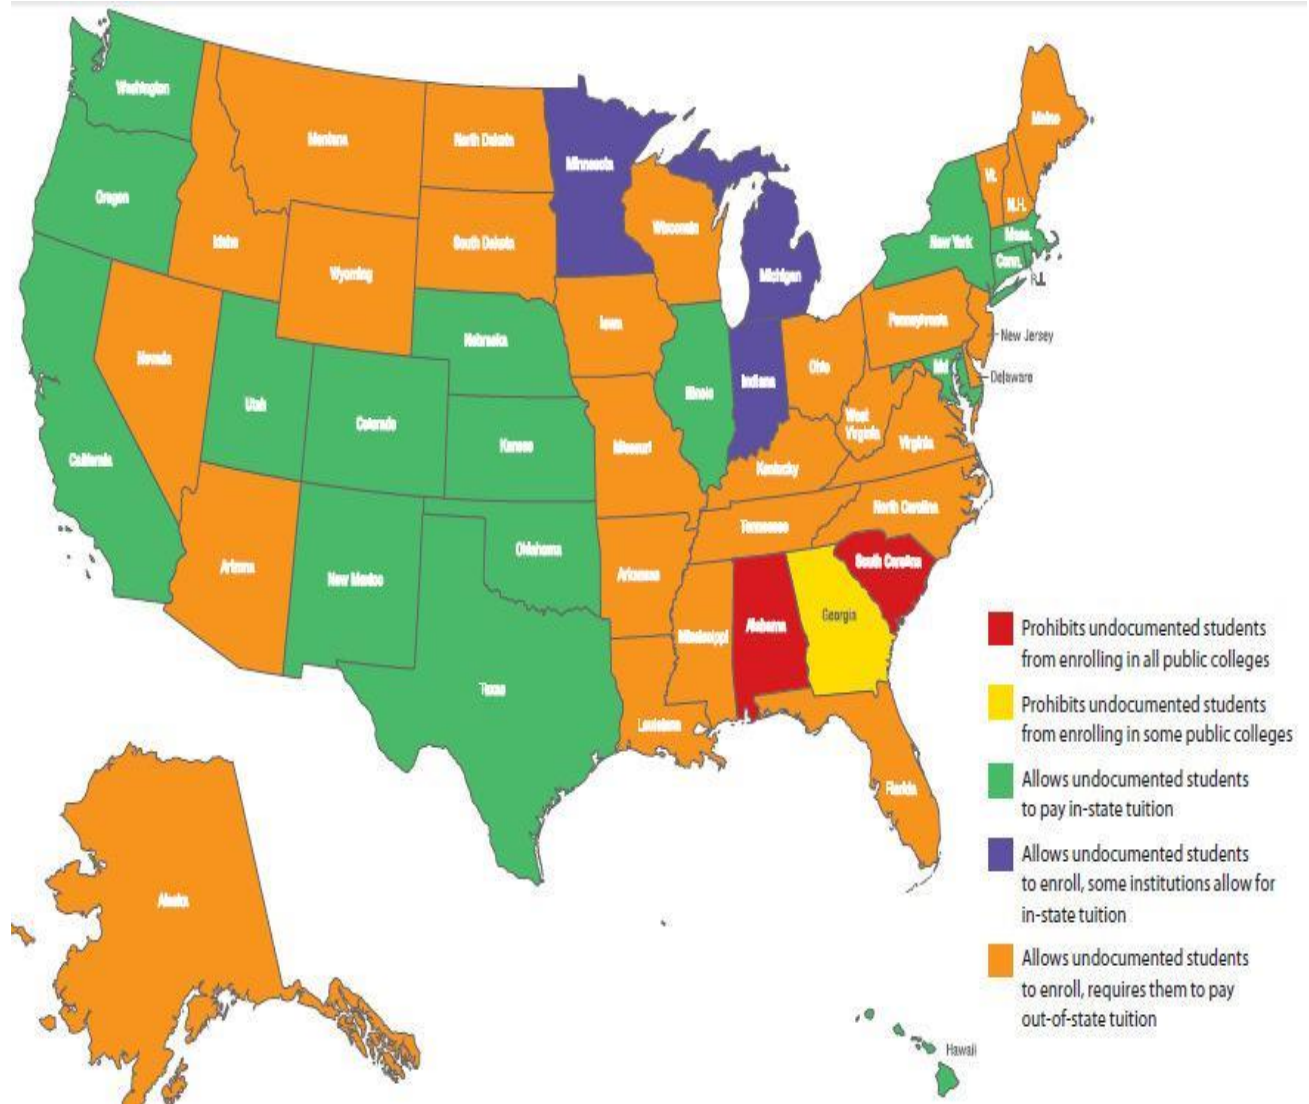 Washington
Montana
North Dakota
Minnesota
Maine
Oregon
Idaho
South Dakota
Wisconsin
Vt.
N.H.
New York
Mass.
Wyoming
Michigan
Conn.
R.I.
Nevada
Nebraska
Iowa
Pennsylvania
New Jersey
Utah
Colorado
Illinois
Indiana
Ohio
Md
Delaware
California
Kansas
Missouri
Kentucky
West
Virginia
Virginia
Arizona
New Mexico
Oklahoma
Arkansas
Tennessee
North Carolina
South Carolina
Mississippi
Alabama
Georgia
Texas
Louisiana
Florida
Alaska
Hawaii
Prohibits undocumented students
from enrolling in all public colleges
Prohibits undocumented students
from enrolling in some public colleges
Allows undocumented students
to pay in-state tuition
Allows undocumented students
to enroll, some institutions allow for
in-state tuition
Allows undocumented students
to enroll, requires them to pay
out-of-state tuition